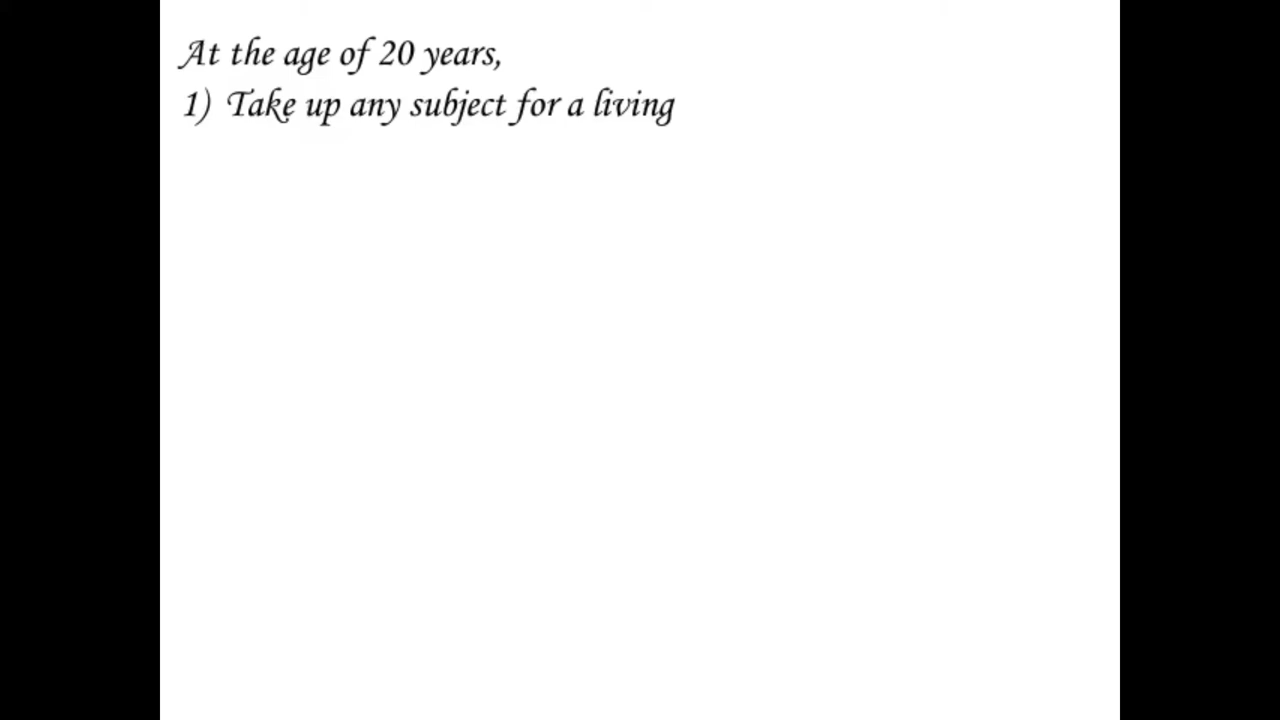 At the age of 20 years,
1) Take up any subject for a living